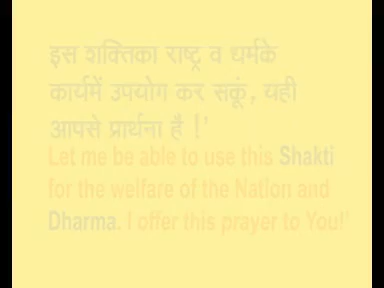 इस शक्तिका राष्ट्र व धर्मके
कार्यमें उपयोग कर सकूं, यही
आपसे प्रार्थना है !'
Let me be able to use this Shakti
for the welfare of the Nation and
Dharma. I offer this prayer to You!'